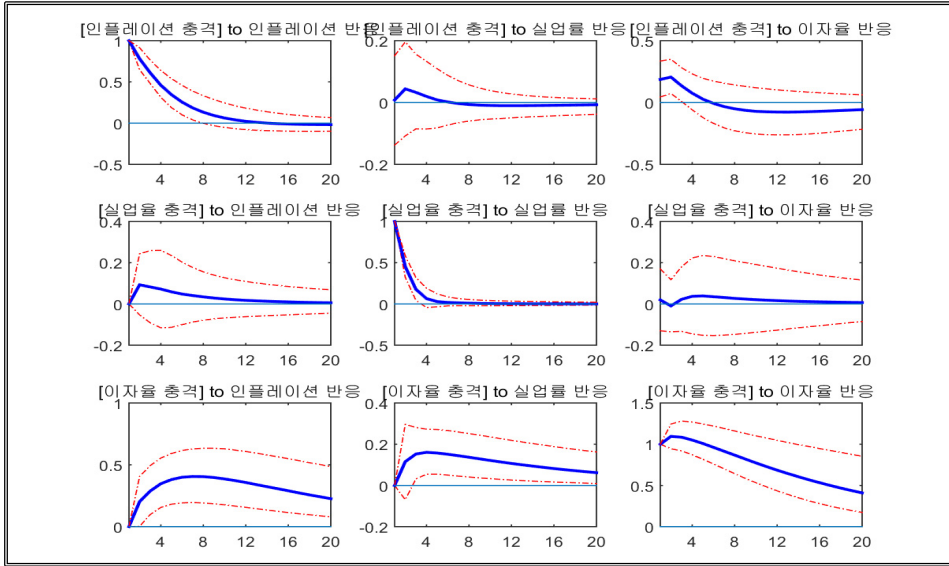 [인플레이션 충격] to 인플레이션 반응
1
0.5
0
-0.5
4 8 12 16 20
[인플레이션 충격] to 실업률 반응
0.2
0
-0.2
4 8 12 16 20
[인플레이션 충격] to 이자율 반응
0.5
0
-0.5
4 8 12 16 20
[실업율 충격] to 인플레이션 반응
0.4
0.2
0
-0.2
4 8 12 16 20
[실업율 충격] to 실업률 반응
1
0.5
0
-0.5
4 8 12 16 20
[실업율 충격] to 이자율 반응
0.4
0.2
0
-0.2
4 8 12 16 20
[이자율 충격] to 인플레이션 반응
1
0.5
0
4 8 12 16 20
[이자율 충격] to 실업률 반응
0.4
0.2
0
-0.2
4 8 12 16 20
[이자율 충격] to 이자율 반응
1.5
1
0.5
0
4 8 12 16 20